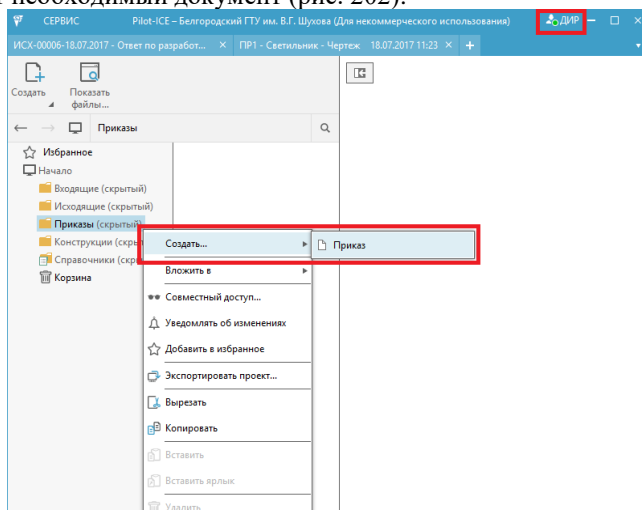 необходимый документ (рис. 202).
СЕРВИС Pilot-ICE – Белгородский ГТУ им. В.Г. Шухова (Для некоммерческого использования) ДИР
ИСХ-00006-18.07.2017 - Ответ по разработ... ПР1 - Светильник - Чертеж 18.07.2017 11:23
Создать
Показать
файлы...
Приказы
Избранное
Начало
Входящие (скрытый)
Исходящие (скрытый)
Приказы (скрытый)
Конструкции (скры
Справочники (скры
Корзина
Создать...
Приказ
Вложить в
Совместный доступ...
Уведомлять об изменениях
Добавить в избранное
Экспортировать проект...
Вырезать
Копировать
Вставить
Вставить ярлык
Удалить